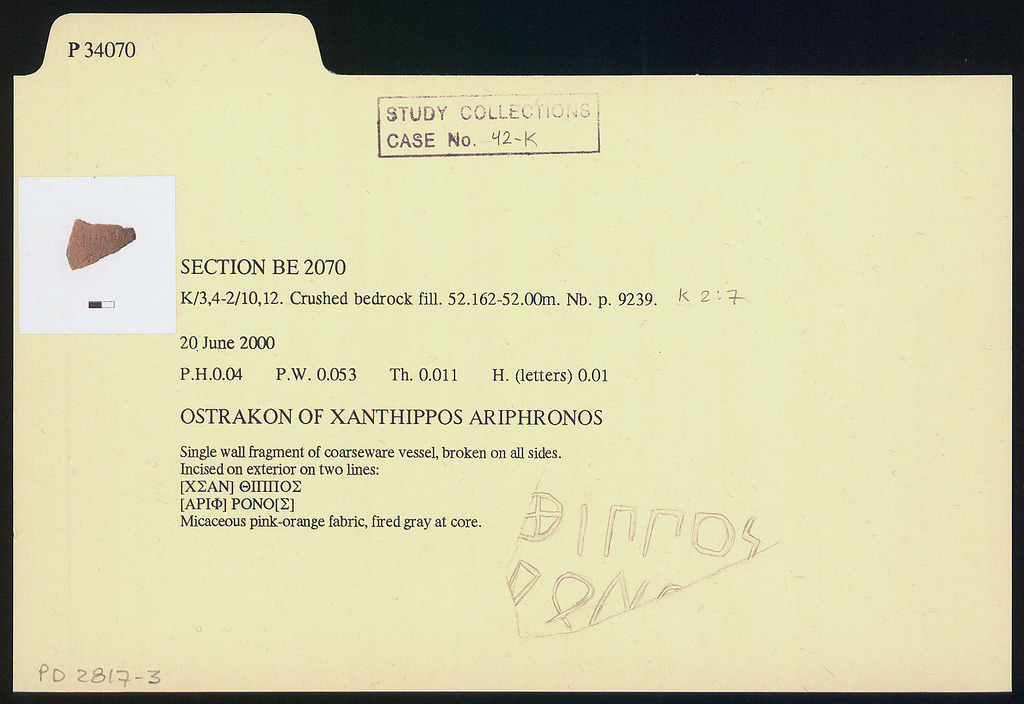 P 34070
STUDY COLLECTIONS
CASE No. 42-K
SECTION BE 2070
K/3,4-2/10,12. Crushed bedrock fill. 52.162-52.00m. Nb. p. 9239. K 2:7
20 June 2000
P.H.0.04 P.W. 0.053 Th. 0.011 H. (letters) 0.01
OSTRAKON OF XANTHIPPOS ARIPHRONOS
Single wall fragment of coarseware vessel, broken on all sides.
Incised on exterior on two lines:
[ΧΣΑΝ] ΘΙΠΠΟΣ
[ΑΡΙΦ] ΡΟΝΟ[Σ]
Micaceous pink-orange fabric, fired gray at core.
ΘΙΠΠΟΣ
ΡΟΝΟ
PD 2817-3